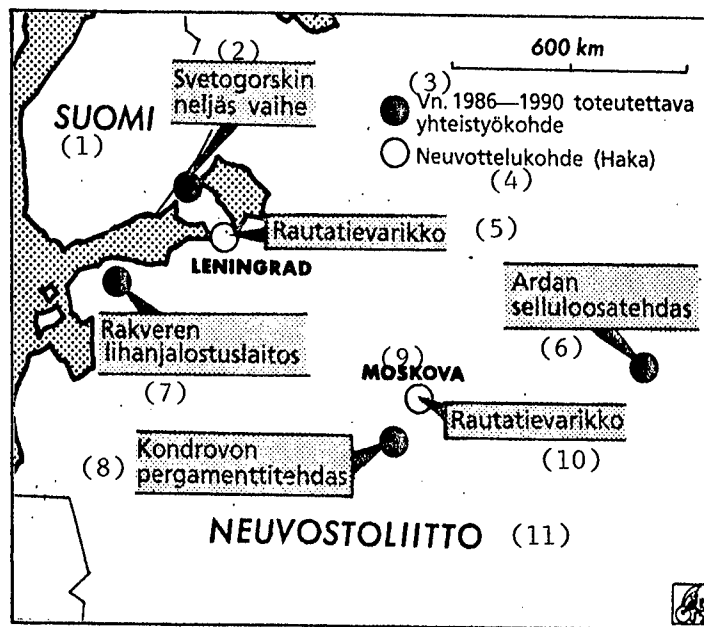 (2)
600 km
Svetogorskin
neljäs vaihe
(3)
Vn. 1986—1990 toteutettava
yhteistyökohde
SUOMI
(1)
Neuvottelukohde (Haka)
(4)
Rautatievarikko (5)
LENINGRAD
Ardan
selluloosatehdas
(6)
Rakveren
lihanjalostuslaitos
(7)
(9)
MOSKOVA
Rautatievarikko
(10)
(8) Kondrovon
pergamenttitehdas
NEUVOSTOLIITTO (11)